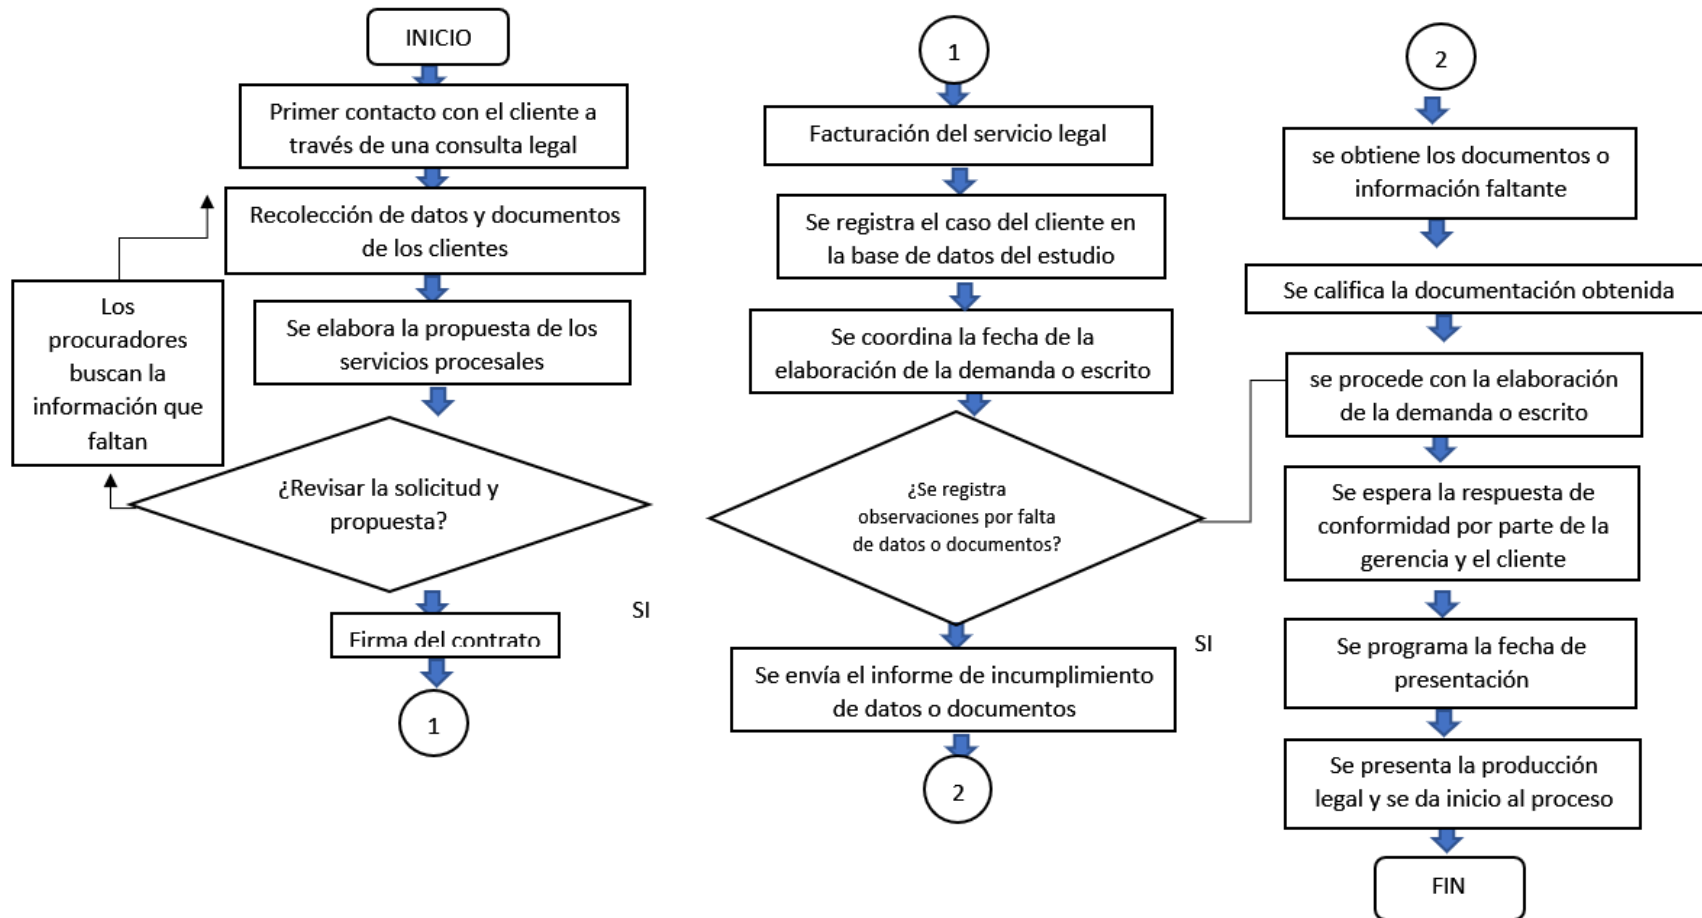 INICIO
Primer contacto con el cliente a
través de una consulta legal
Recolección de datos y documentos
de los clientes
Los
procuradores
buscan la
información que
faltan
Se elabora la propuesta de los
servicios procesales
¿Revisar la solicitud y
propuesta?
SI
Firma del contrato
1
1
Facturación del servicio legal
Se registra el caso del cliente en
la base de datos del estudio
Se coordina la fecha de la
elaboración de la demanda o escrito
¿Se registra
observaciones por falta
de datos o documentos?
SI
Se envía el informe de incumplimiento
de datos o documentos
2
2
se obtiene los documentos o
información faltante
Se califica la documentación obtenida
se procede con la elaboración
de la demanda o escrito
Se espera la respuesta de
conformidad por parte de la
gerencia y el cliente
Se programa la fecha de
presentación
Se presenta la producción
legal y se da inicio al proceso
FIN